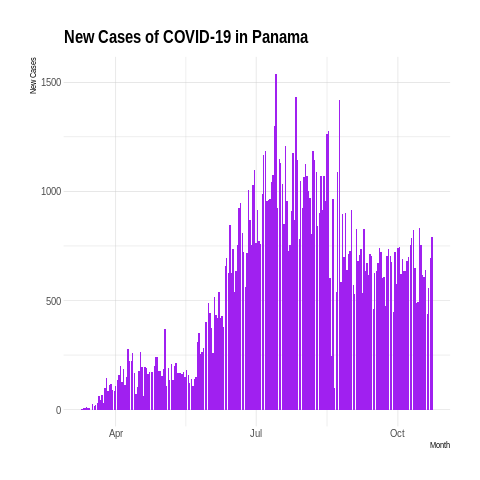 New Cases of COVID-19 in Panama
New Cases
1500
1000
500
0
Apr
Jul
Oct
Month